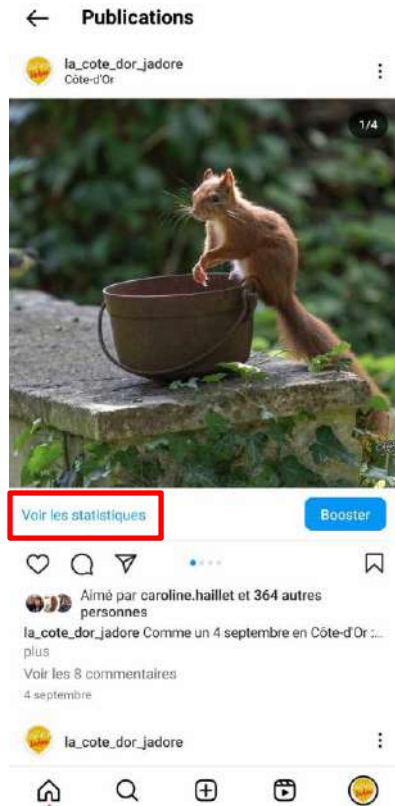 Publications
la_cote_dor_jadore
Côte-d'Or
1/4
Voir les statistiques
Booster
Aimé par caroline.haillet et 364 autres
personnes
la_cote_dor_jadore Comme un 4 septembre en Côte-d'Or :...
plus
Voir les 8 commentaires
4 septembre
la_cote_dor_jadore